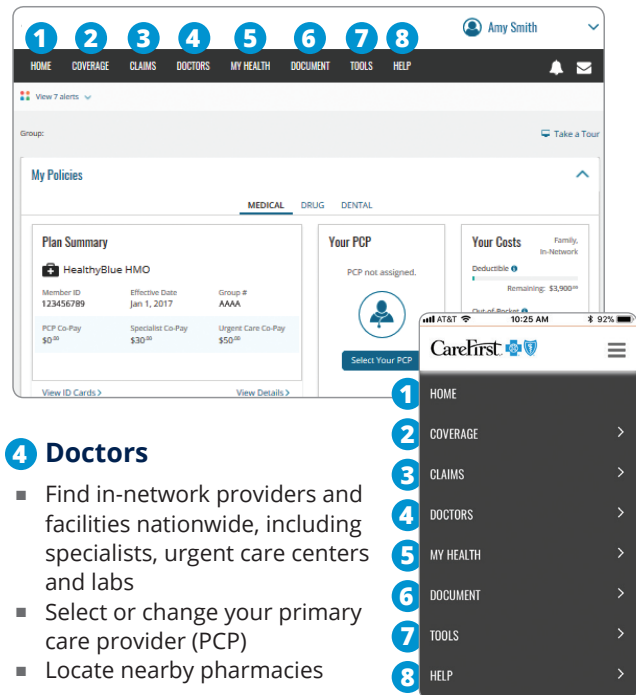 Amy Smith
1 2 3 4 5 6 7 8
HOME COVERAGE CLAIMS DOCTORS MY HEALTH DOCUMENT TOOLS HELP
View 7 alerts
Group:
Take a Tour
My Policies
MEDICAL DRUG DENTAL
Plan Summary
HealthyBlue HMO
Member ID Effective Date Group #
123456789 Jan 1, 2017 AAAA
PCP Co-Pay Specialist Co-Pay Urgent Care Co-Pay
$0.00 $30.00 $50.00
View ID Cards > View Details >
Your PCP
PCP not assigned.
Select Your PCP
Your Costs
Family,
In-Network
Deductible
Remaining: $3,900.00
Out-of-Pocket
AT&T 10:25 AM 92%
CareFirst
1 HOME
2 COVERAGE
3 CLAIMS
4 DOCTORS
5 MY HEALTH
6 DOCUMENT
7 TOOLS
8 HELP
4 Doctors
■ Find in-network providers and
facilities nationwide, including
specialists, urgent care centers
and labs
■ Select or change your primary
care provider (PCP)
■ Locate nearby pharmacies